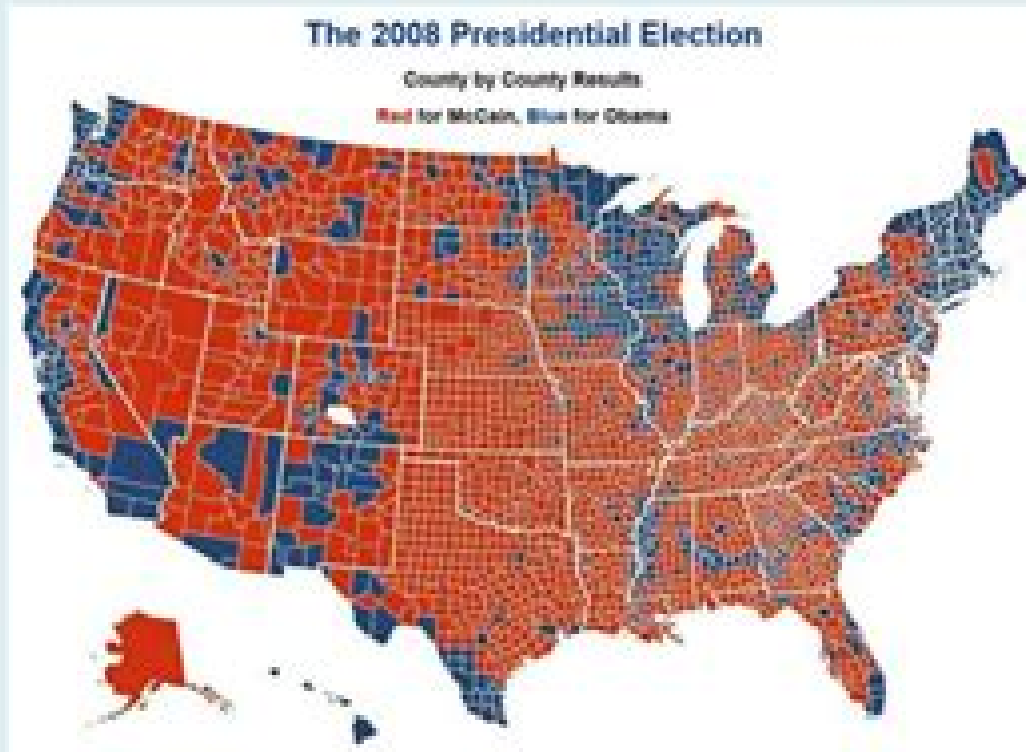 The 2008 Presidential Election
County by County Results
Red for McCain, Blue for Obama